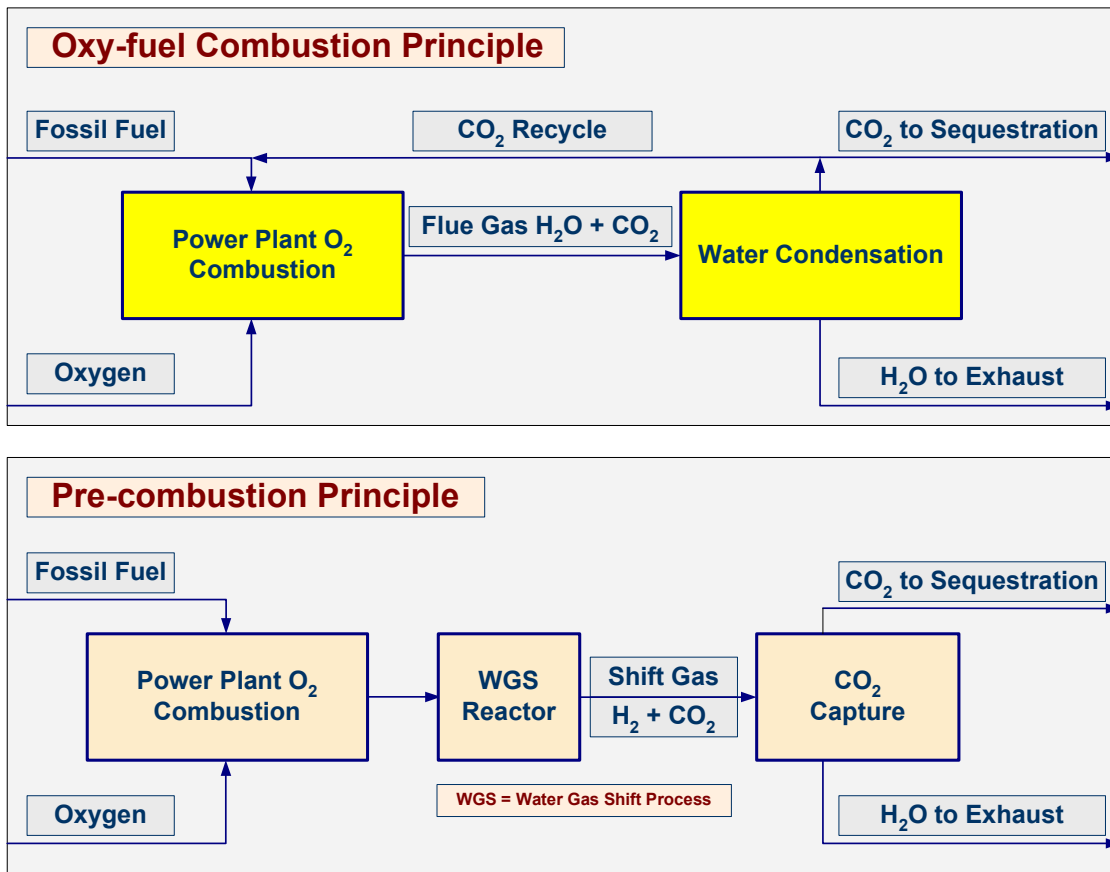 Oxy-fuel Combustion Principle
Fossil Fuel
CO₂ Recycle
CO₂ to Sequestration
Power Plant O₂
Combustion
Flue Gas H₂O + CO₂
Water Condensation
Oxygen
H₂O to Exhaust
Pre-combustion Principle
Fossil Fuel
CO₂ to Sequestration
Power Plant O₂
Combustion
WGS
Reactor
Shift Gas
H₂ + CO₂
CO₂
Capture
WGS = Water Gas Shift Process
Oxygen
H₂O to Exhaust